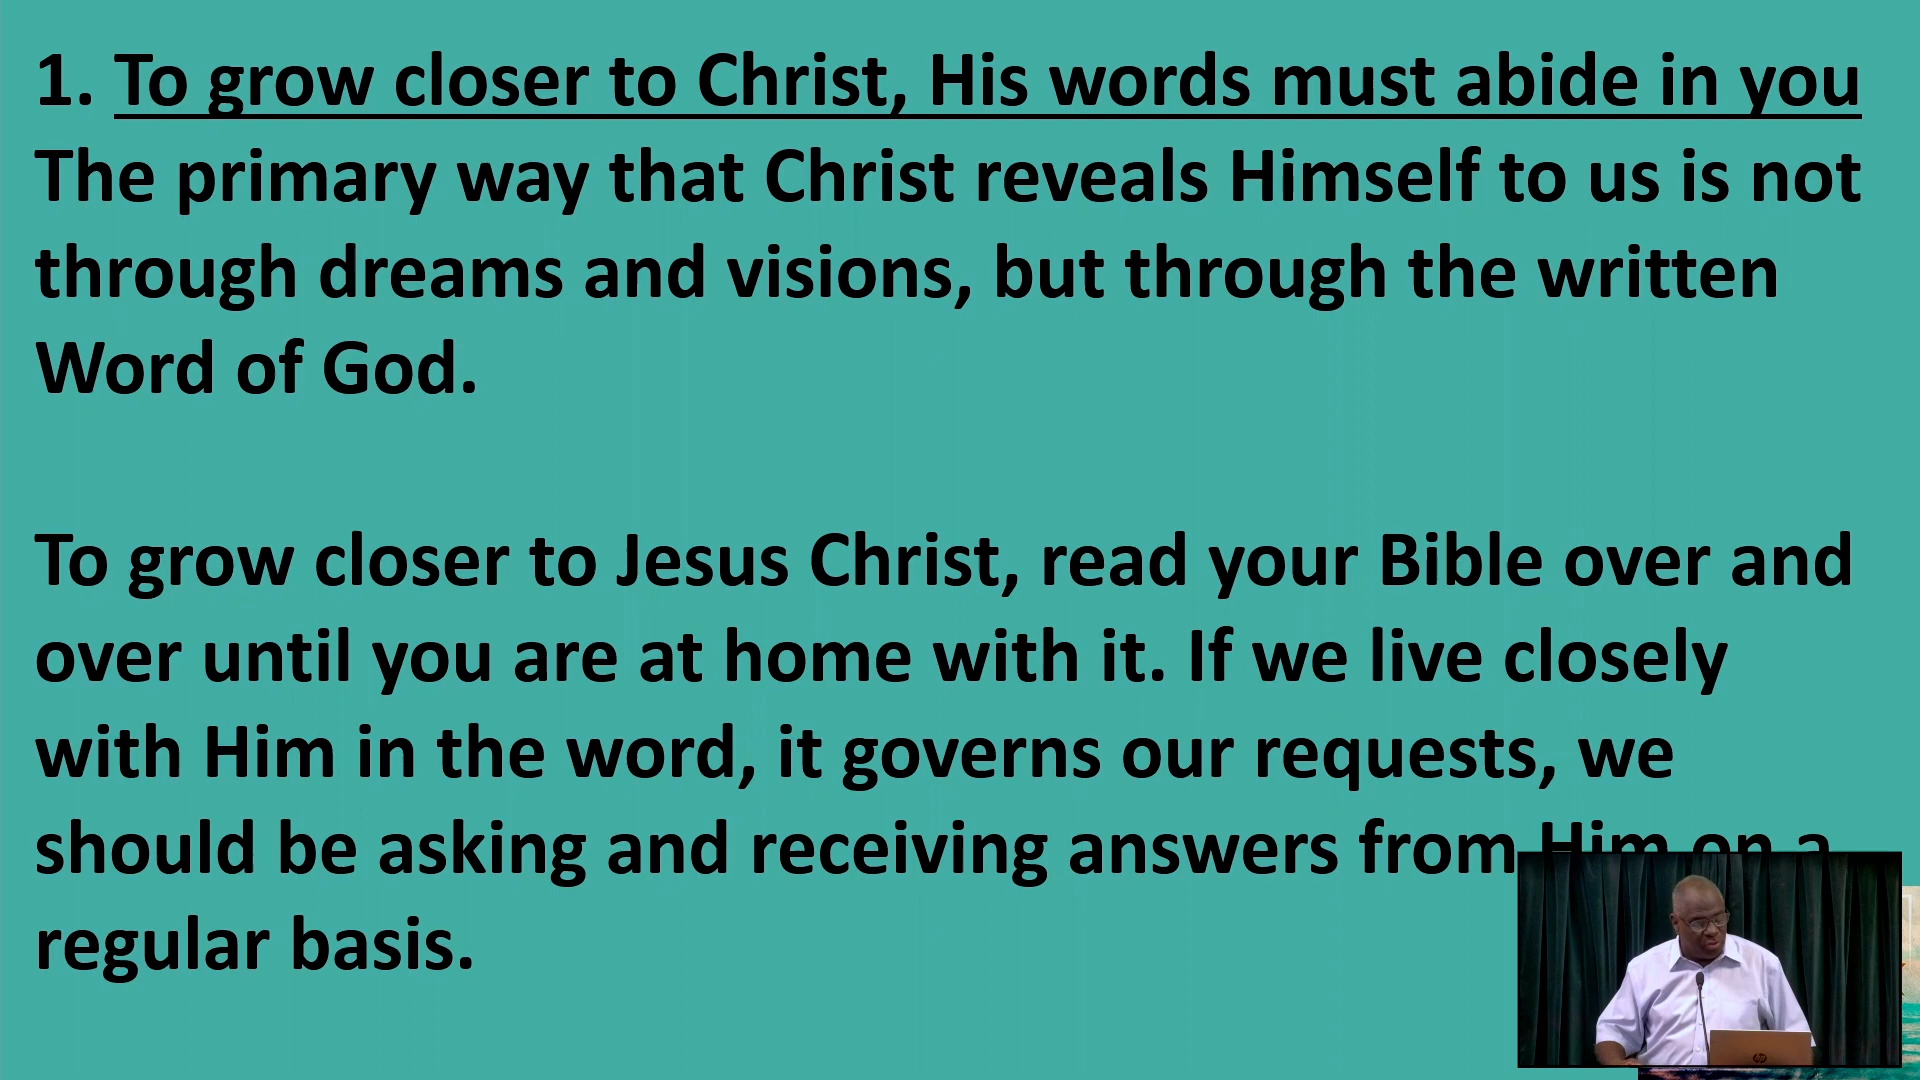 1. To grow closer to Christ, His words must abide in you
The primary way that Christ reveals Himself to us is not
through dreams and visions, but through the written
Word of God.
To grow closer to Jesus Christ, read your Bible over and
over until you are at home with it. If we live closely
with Him in the word, it governs our requests, we
should be asking and receiving answers from Him on a
regular basis.
hp